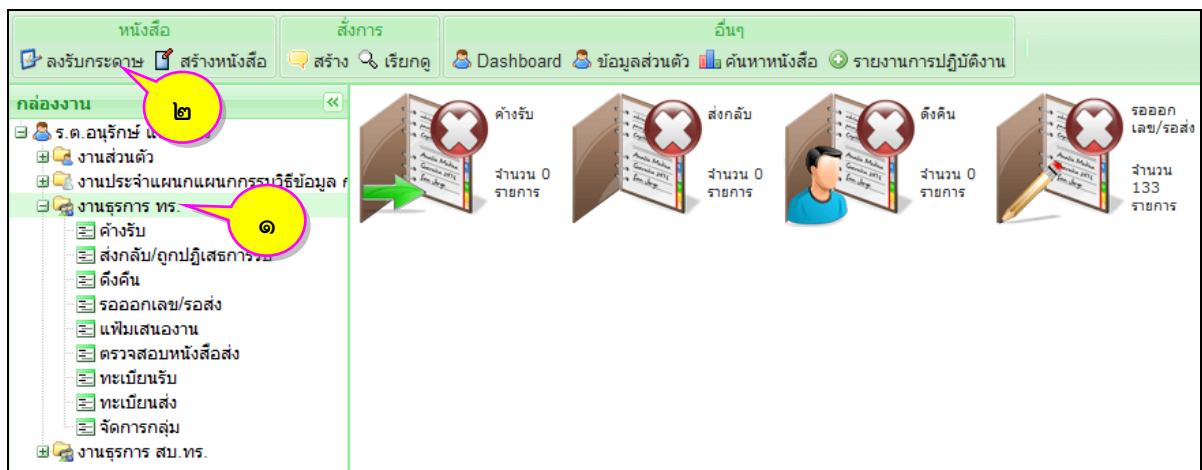 หนังสือ
สั่งการ
อื่นๆ
ลงรับกระดาษ สร้างหนังสือ สร้าง เรียกดู Dashboard ข้อมูลส่วนตัว ค้นหาหนังสือ รายงานการปฏิบัติงาน
กล่องงาน
๒
ร.ต.อนุรักษ์
งานส่วนตัว
งานประจำแผนกแผนกกรรมวิธีข้อมูล
งานธุรการ ทร.
๑
ค้างรับ
ส่งกลับ/ถูกปฏิเสธการรับ
ดึงคืน
รอออกเลข/รอส่ง
แฟ้มเสนองาน
ตรวจสอบหนังสือส่ง
ทะเบียนรับ
ทะเบียนส่ง
จัดการกลุ่ม
งานธุรการ สบ.ทร.
ค้างรับ
จำนวน 0
รายการ
ส่งกลับ
จำนวน 0
รายการ
ดึงคืน
จำนวน 0
รายการ
รอออก
เลข/รอส่ง
จำนวน
133
รายการ